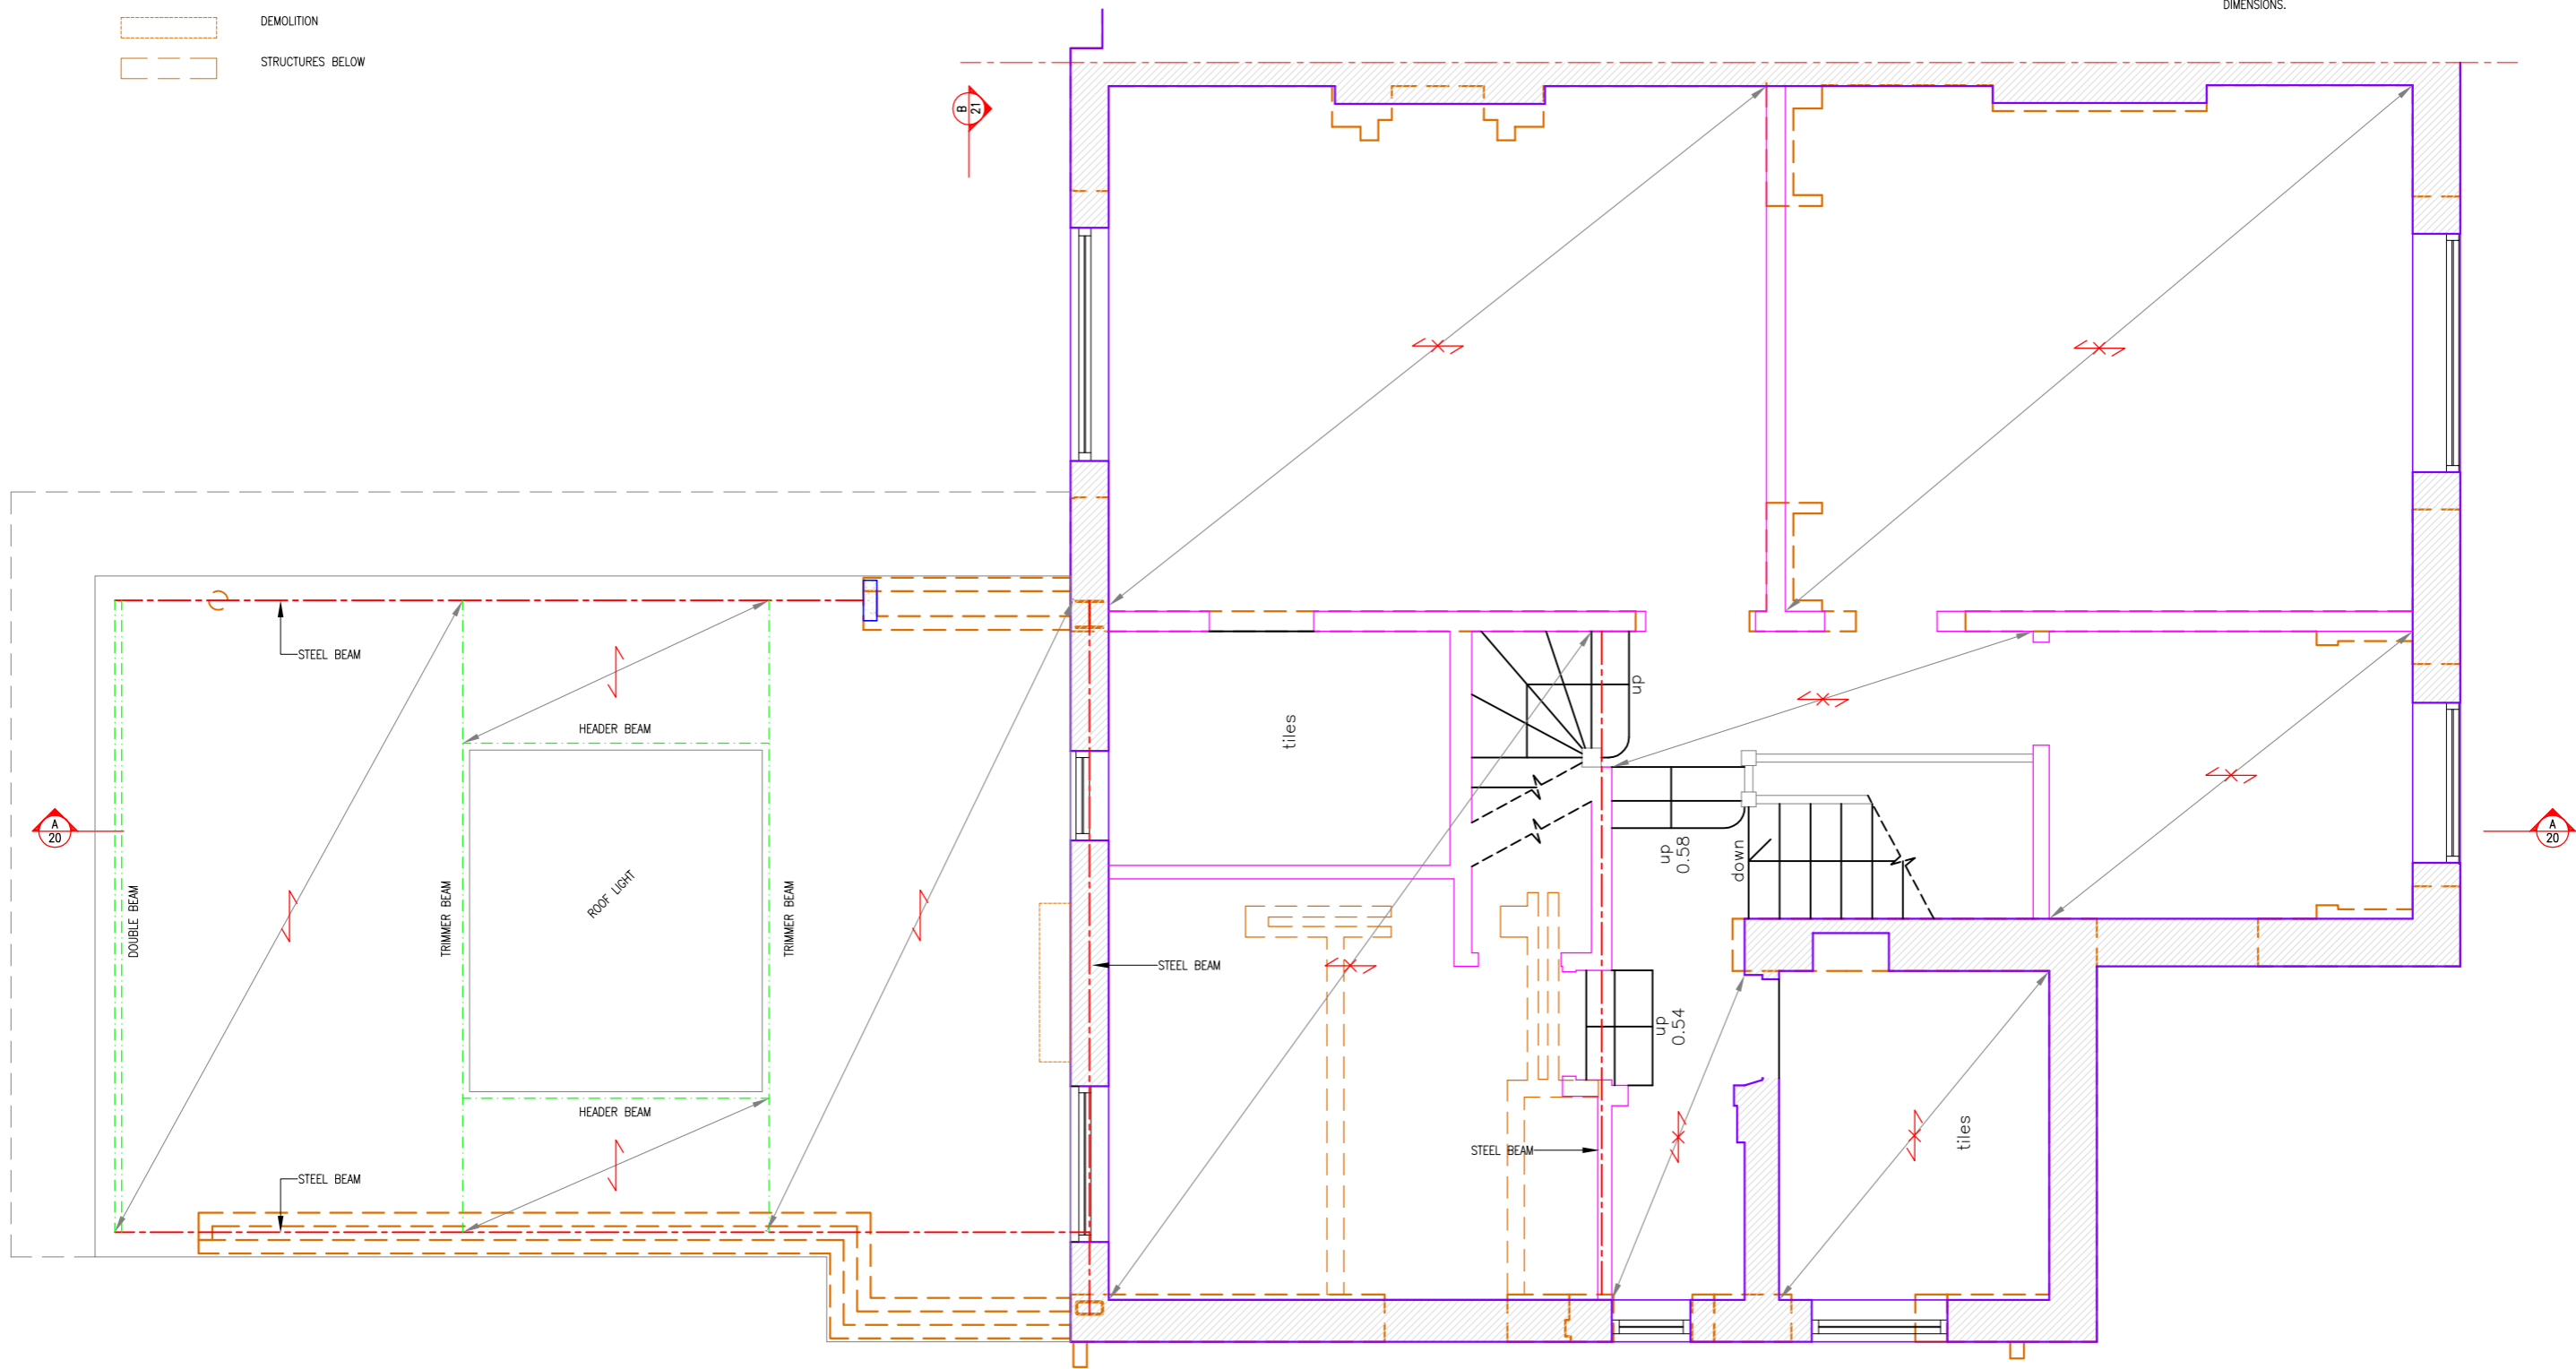 DIMENSIONS.
DEMOLITION
STRUCTURES BELOW
B
21
STEEL BEAM
up
HEADER BEAM
tiles
A
20
A
20
up
0.58
down
ROOF LIGHT
DOUBLE BEAM
TRIMMER BEAM
TRIMMER BEAM
STEEL BEAM
up
0.54
HEADER BEAM
tiles
STEEL BEAM
STEEL BEAM